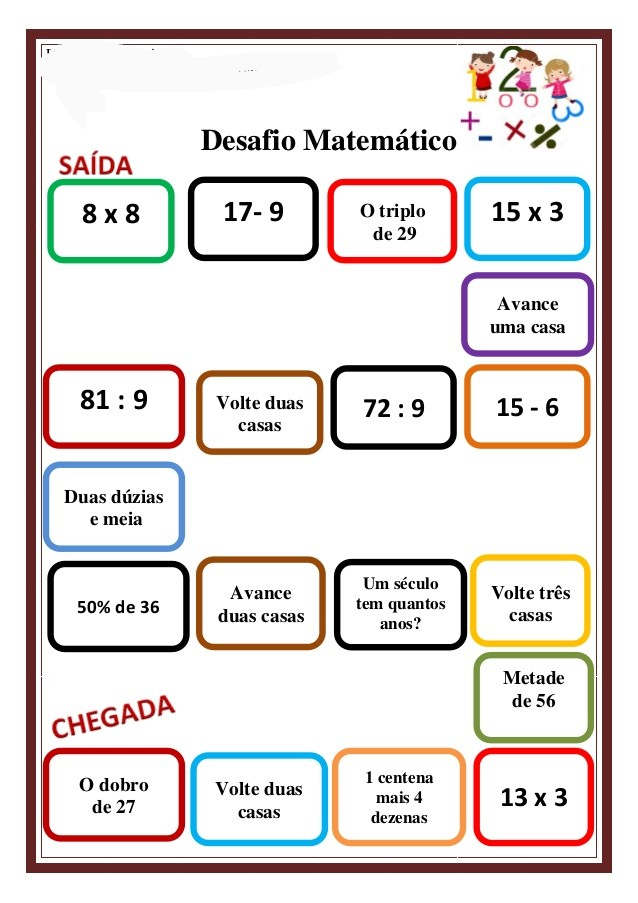 Desafio Matemático
SAÍDA
8 x 8
17- 9
O triplo
de 29
15 x 3
Avance
uma casa
81 : 9
Volte duas
casas
72 : 9
15 - 6
Duas dúzias
e meia
50% de 36
Avance
duas casas
Um século
tem quantos
anos?
Volte três
casas
Metade
de 56
CHEGADA
O dobro
de 27
Volte duas
casas
1 centena
mais 4
dezenas
13 x 3